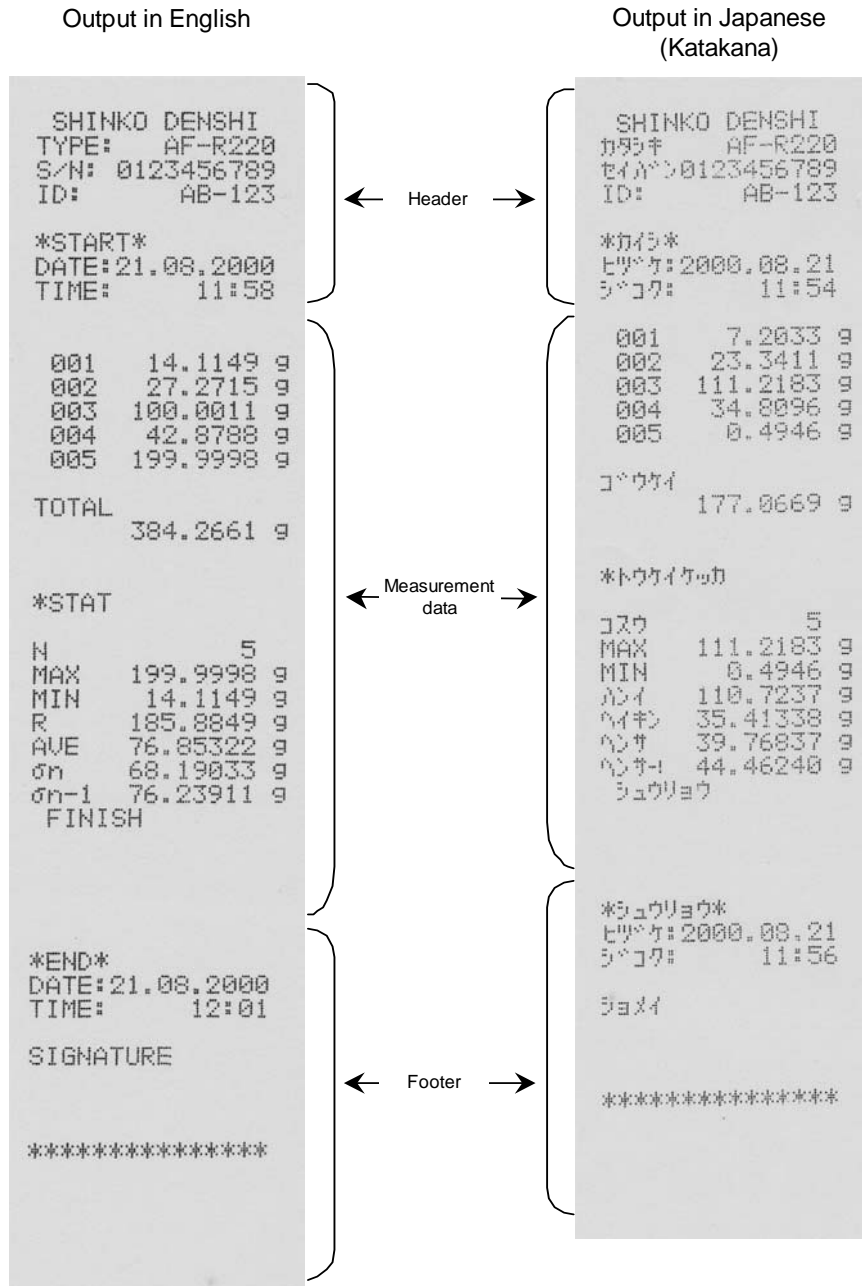 Output in English
SHINKO DENSHI
TYPE: AF-R220
S/N: 0123456789
ID: AB-123
*START*
DATE:21.08.2000
TIME: 11:58
001 14.1149 g
002 27.2715 g
003 100.0011 g
004 42.8788 g
005 199.9998 g
TOTAL
384.2661 g
*STAT
N 5
MAX 199.9998 g
MIN 14.1149 g
R 185.8849 g
AVE 76.85322 g
σn 68.19033 g
σn-1 76.23911 g
FINISH
*END*
DATE:21.08.2000
TIME: 12:01
SIGNATURE
***************
Header
Measurement
data
Footer
Output in Japanese
(Katakana)
SHINKO DENSHI
カタシキ AF-R220
セイバン0123456789
ID: AB-123
*カイシ*
ヒヅケ:2000.08.21
ジコク: 11:54
001 7.2033 g
002 23.3411 g
003 111.2183 g
004 34.8096 g
005 0.4946 g
ゴウケイ
177.0669 g
*トウケイケッカ
コスウ 5
MAX 111.2183 g
MIN 0.4946 g
ハンイ 110.7237 g
ヘイキン 35.41338 g
ヘンサ 39.76837 g
ヘンサ-1 44.46240 g
シュウリョウ
*シュウリョウ*
ヒヅケ:2000.08.21
ジコク: 11:56
ショメイ
***************